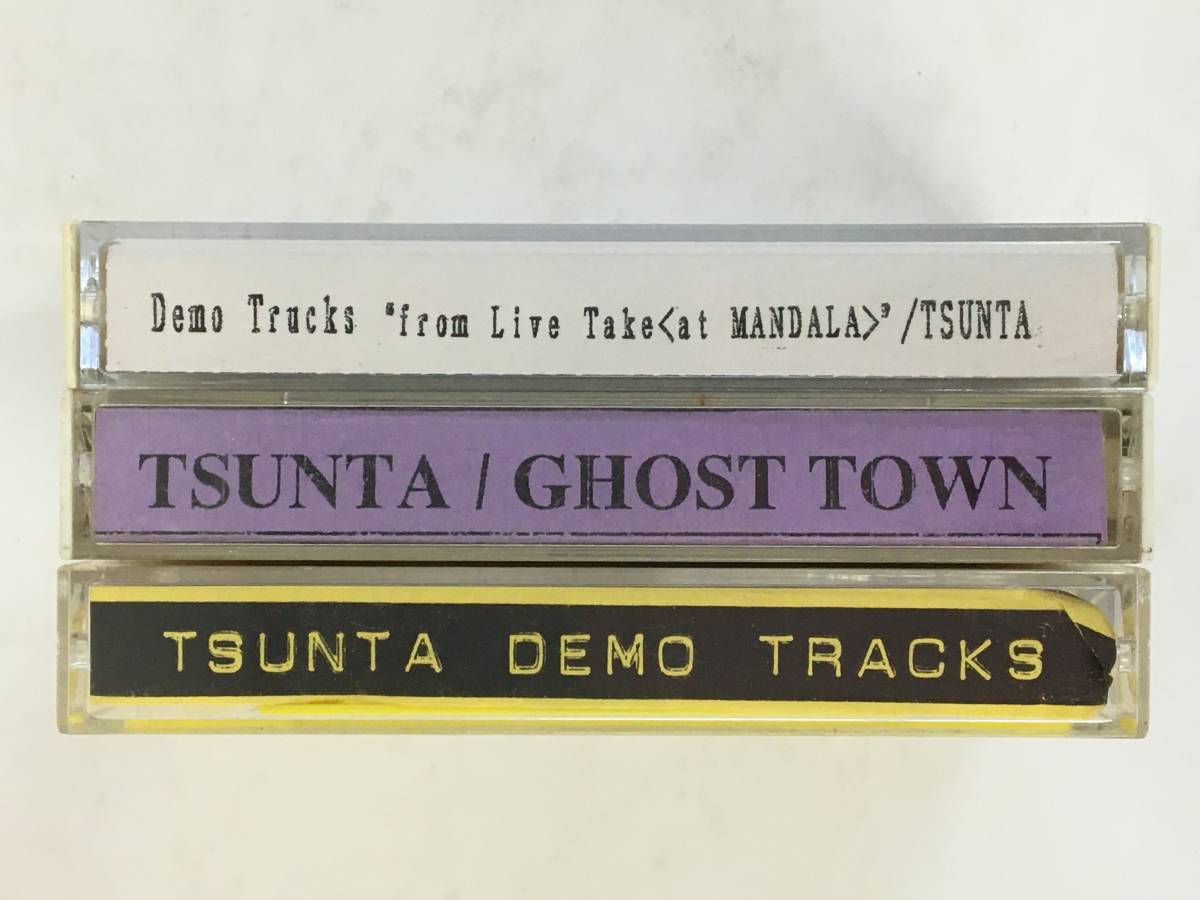 Demo Trucks "from Live Take<at MANDALA>"/TSUNTA
TSUNTA / GHOST TOWN
TSUNTA DEMO TRACKS